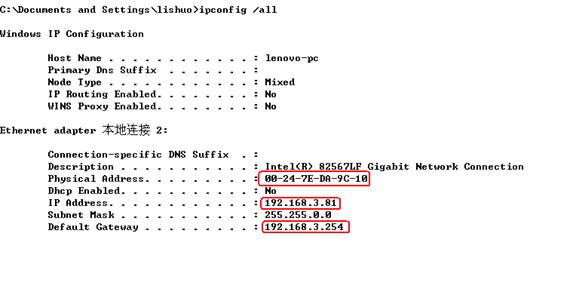 C:\Documents and Settings\lishuo>ipconfig /all
Windows IP Configuration
Host Name . . . . . . . . . . . . : lenovo-pc
Primary Dns Suffix  . . . . . . . :
Node Type . . . . . . . . . . . . : Mixed
IP Routing Enabled. . . . . . . . : No
WINS Proxy Enabled. . . . . . . . : No
Ethernet adapter 本地连接 2:
Connection-specific DNS Suffix  . :
Description . . . . . . . . . . . : Intel(R) 82567LF Gigabit Network Connection
Physical Address. . . . . . . . . : 00-24-7E-DA-9C-10
Dhcp Enabled. . . . . . . . . . . : No
IP Address. . . . . . . . . . . . : 192.168.3.81
Subnet Mask . . . . . . . . . . . : 255.255.0.0
Default Gateway . . . . . . . . . : 192.168.3.254